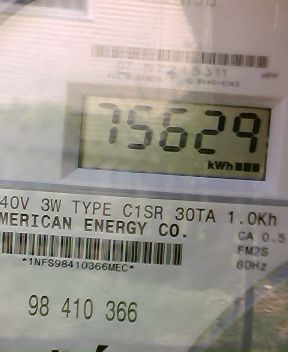 75629
kWh
40V 3W TYPE C1SR 30TA 1.0Kh
MERICAN ENERGY CO.
CA 0.5
*1NFS98410366MEC*
FM2S
60Hz
98 410 366